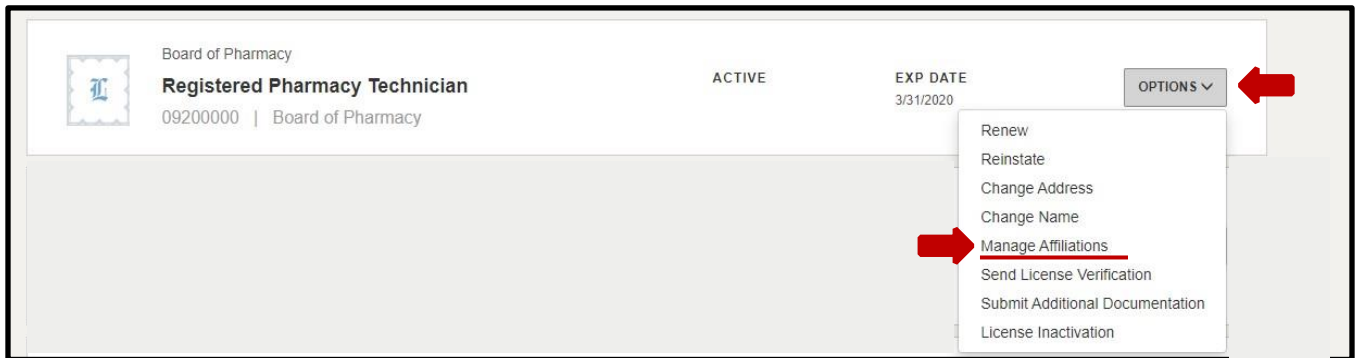 Board of Pharmacy
L
Registered Pharmacy Technician
09200000 | Board of Pharmacy
ACTIVE
EXP DATE
3/31/2020
OPTIONS
Renew
Reinstate
Change Address
Change Name
Manage Affiliations
Send License Verification
Submit Additional Documentation
License Inactivation